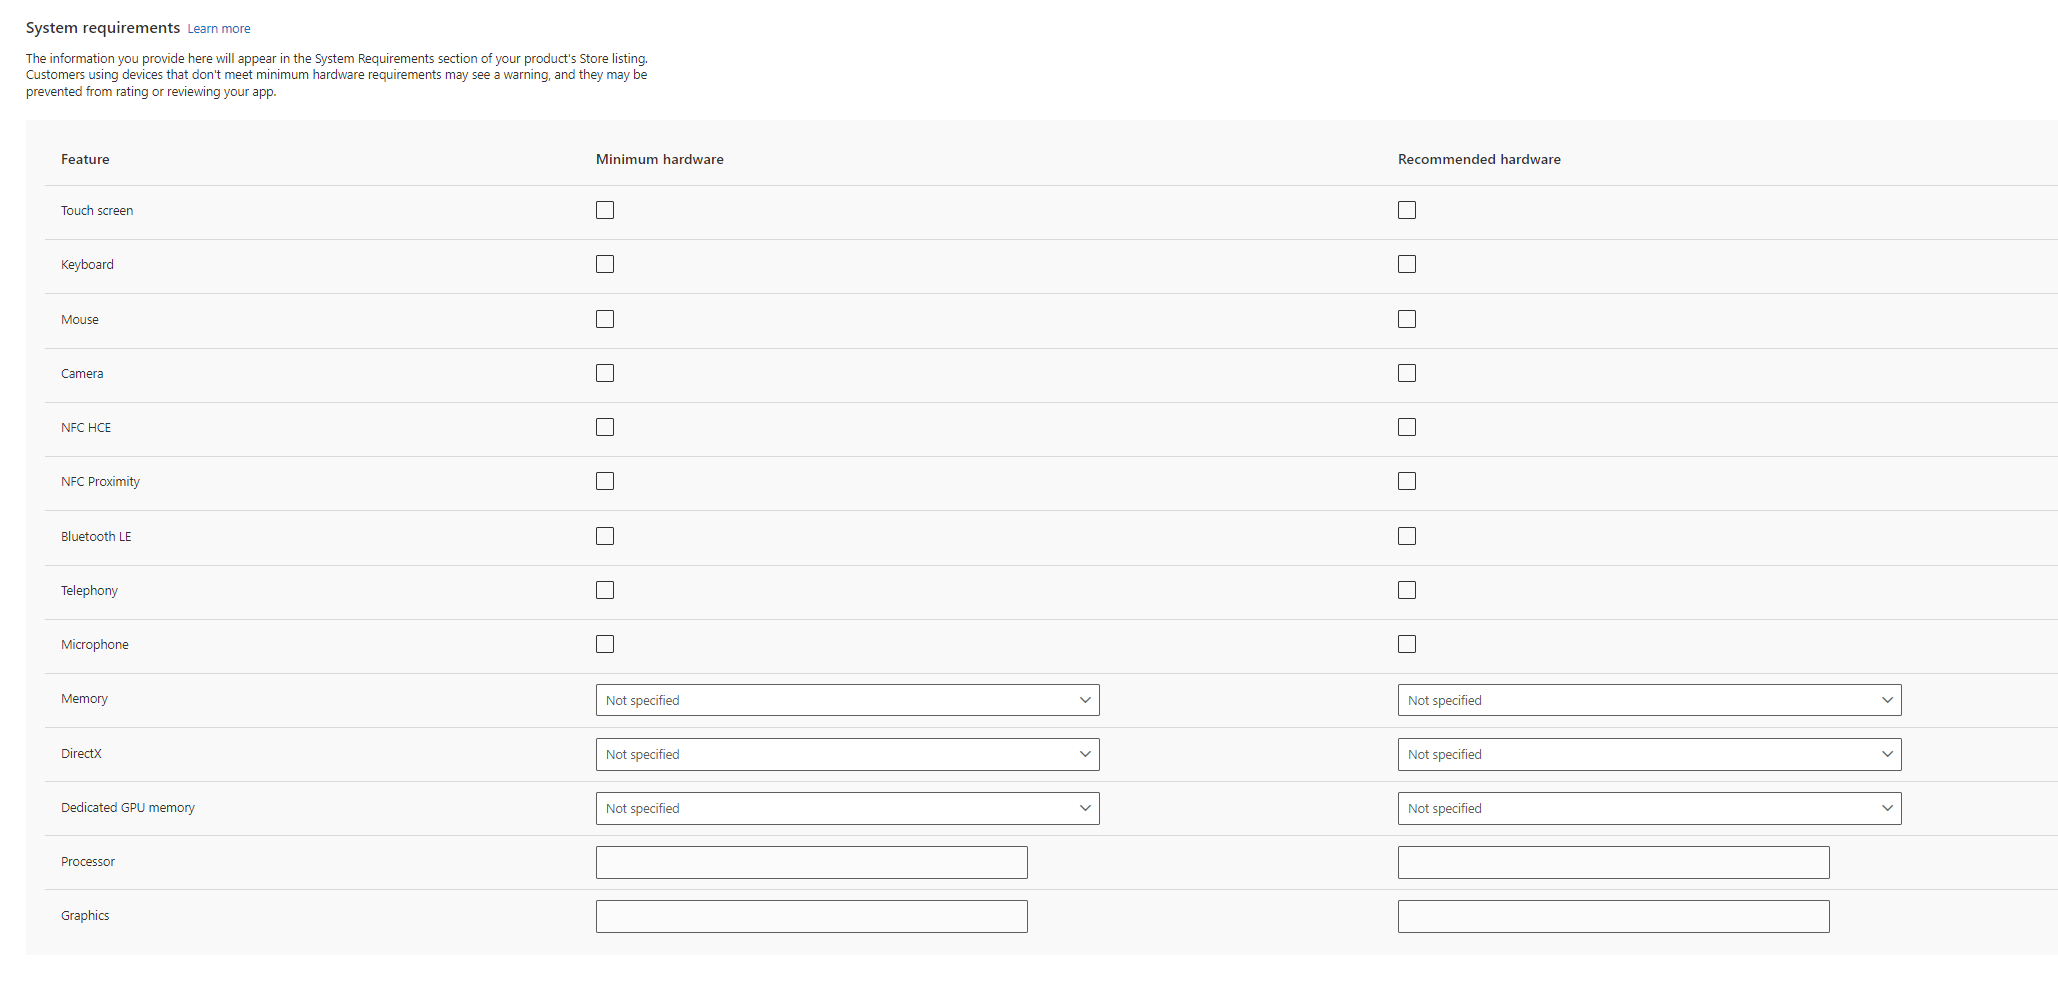 System requirements Learn more
The information you provide here will appear in the System Requirements section of your product's Store listing.
Customers using devices that don't meet minimum hardware requirements may see a warning, and they may be
prevented from rating or reviewing your app.
Feature Minimum hardware Recommended hardware
Touch screen
Keyboard
Mouse
Camera
NFC HCE
NFC Proximity
Bluetooth LE
Telephony
Microphone
Memory Not specified Not specified
DirectX Not specified Not specified
Dedicated GPU memory Not specified Not specified
Processor
Graphics